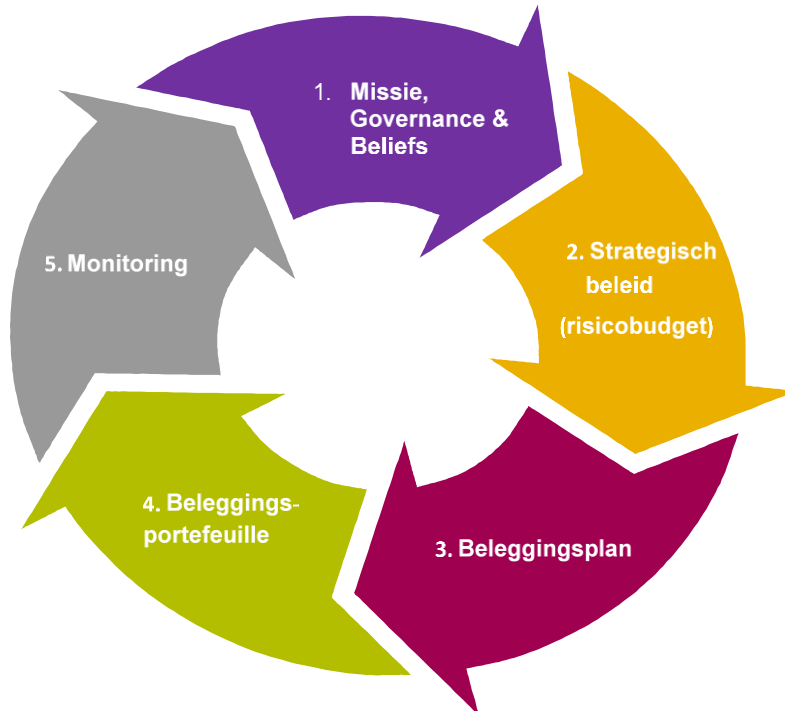 1. Missie,
Governance &
Beliefs
2. Strategisch
beleid
(risicobudget)
3. Beleggingsplan
4. Beleggings-
portefeuille
5. Monitoring